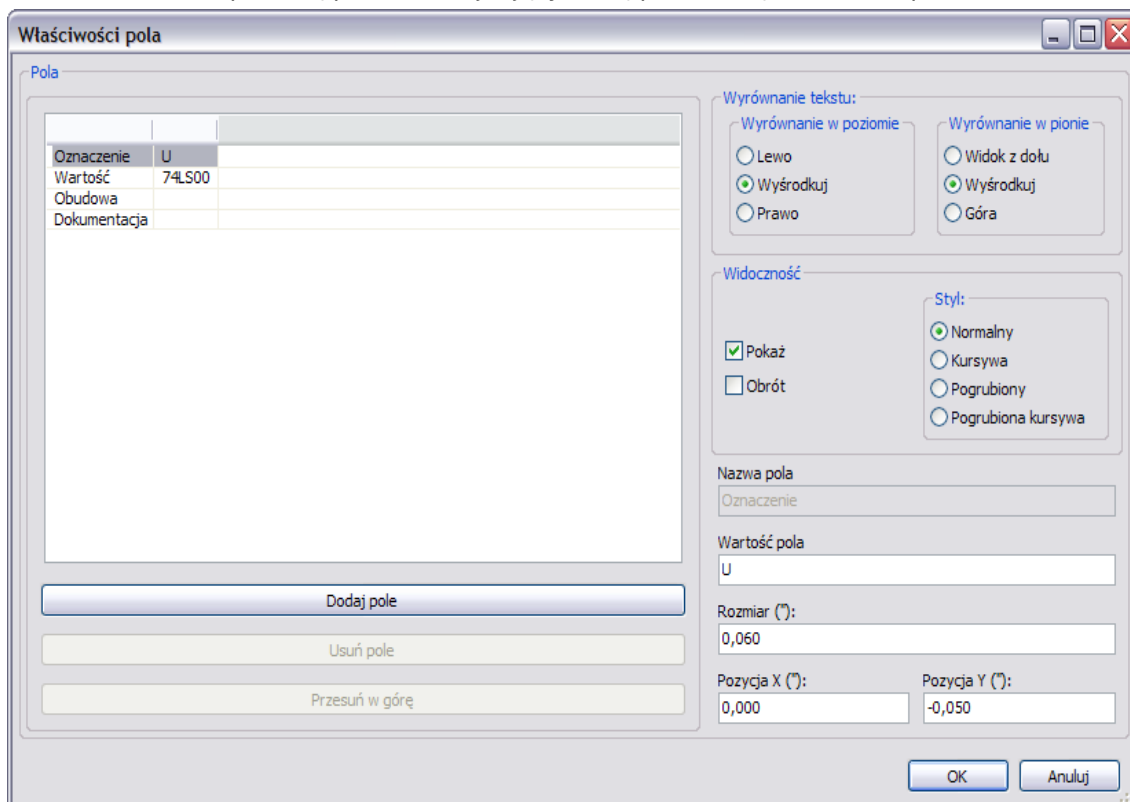 Właściwości pola
Pola
Oznaczenie U
Wartość 74LS00
Obudowa
Dokumentacja
Dodaj pole
Usuń pole
Przesuń w górę
Wyrównanie tekstu:
Wyrównanie w poziomie
Lewo
Wyśrodkuj
Prawo
Wyrównanie w pionie
Widok z dołu
Wyśrodkuj
Góra
Widoczność
Pokaż
Obrót
Styl:
Normalny
Kursywa
Pogrubiony
Pogrubiona kursywa
Nazwa pola
Oznaczenie
Wartość pola
U
Rozmiar ("):
0,060
Pozycja X ("):
0,000
Pozycja Y ("):
-0,050
OK
Anuluj